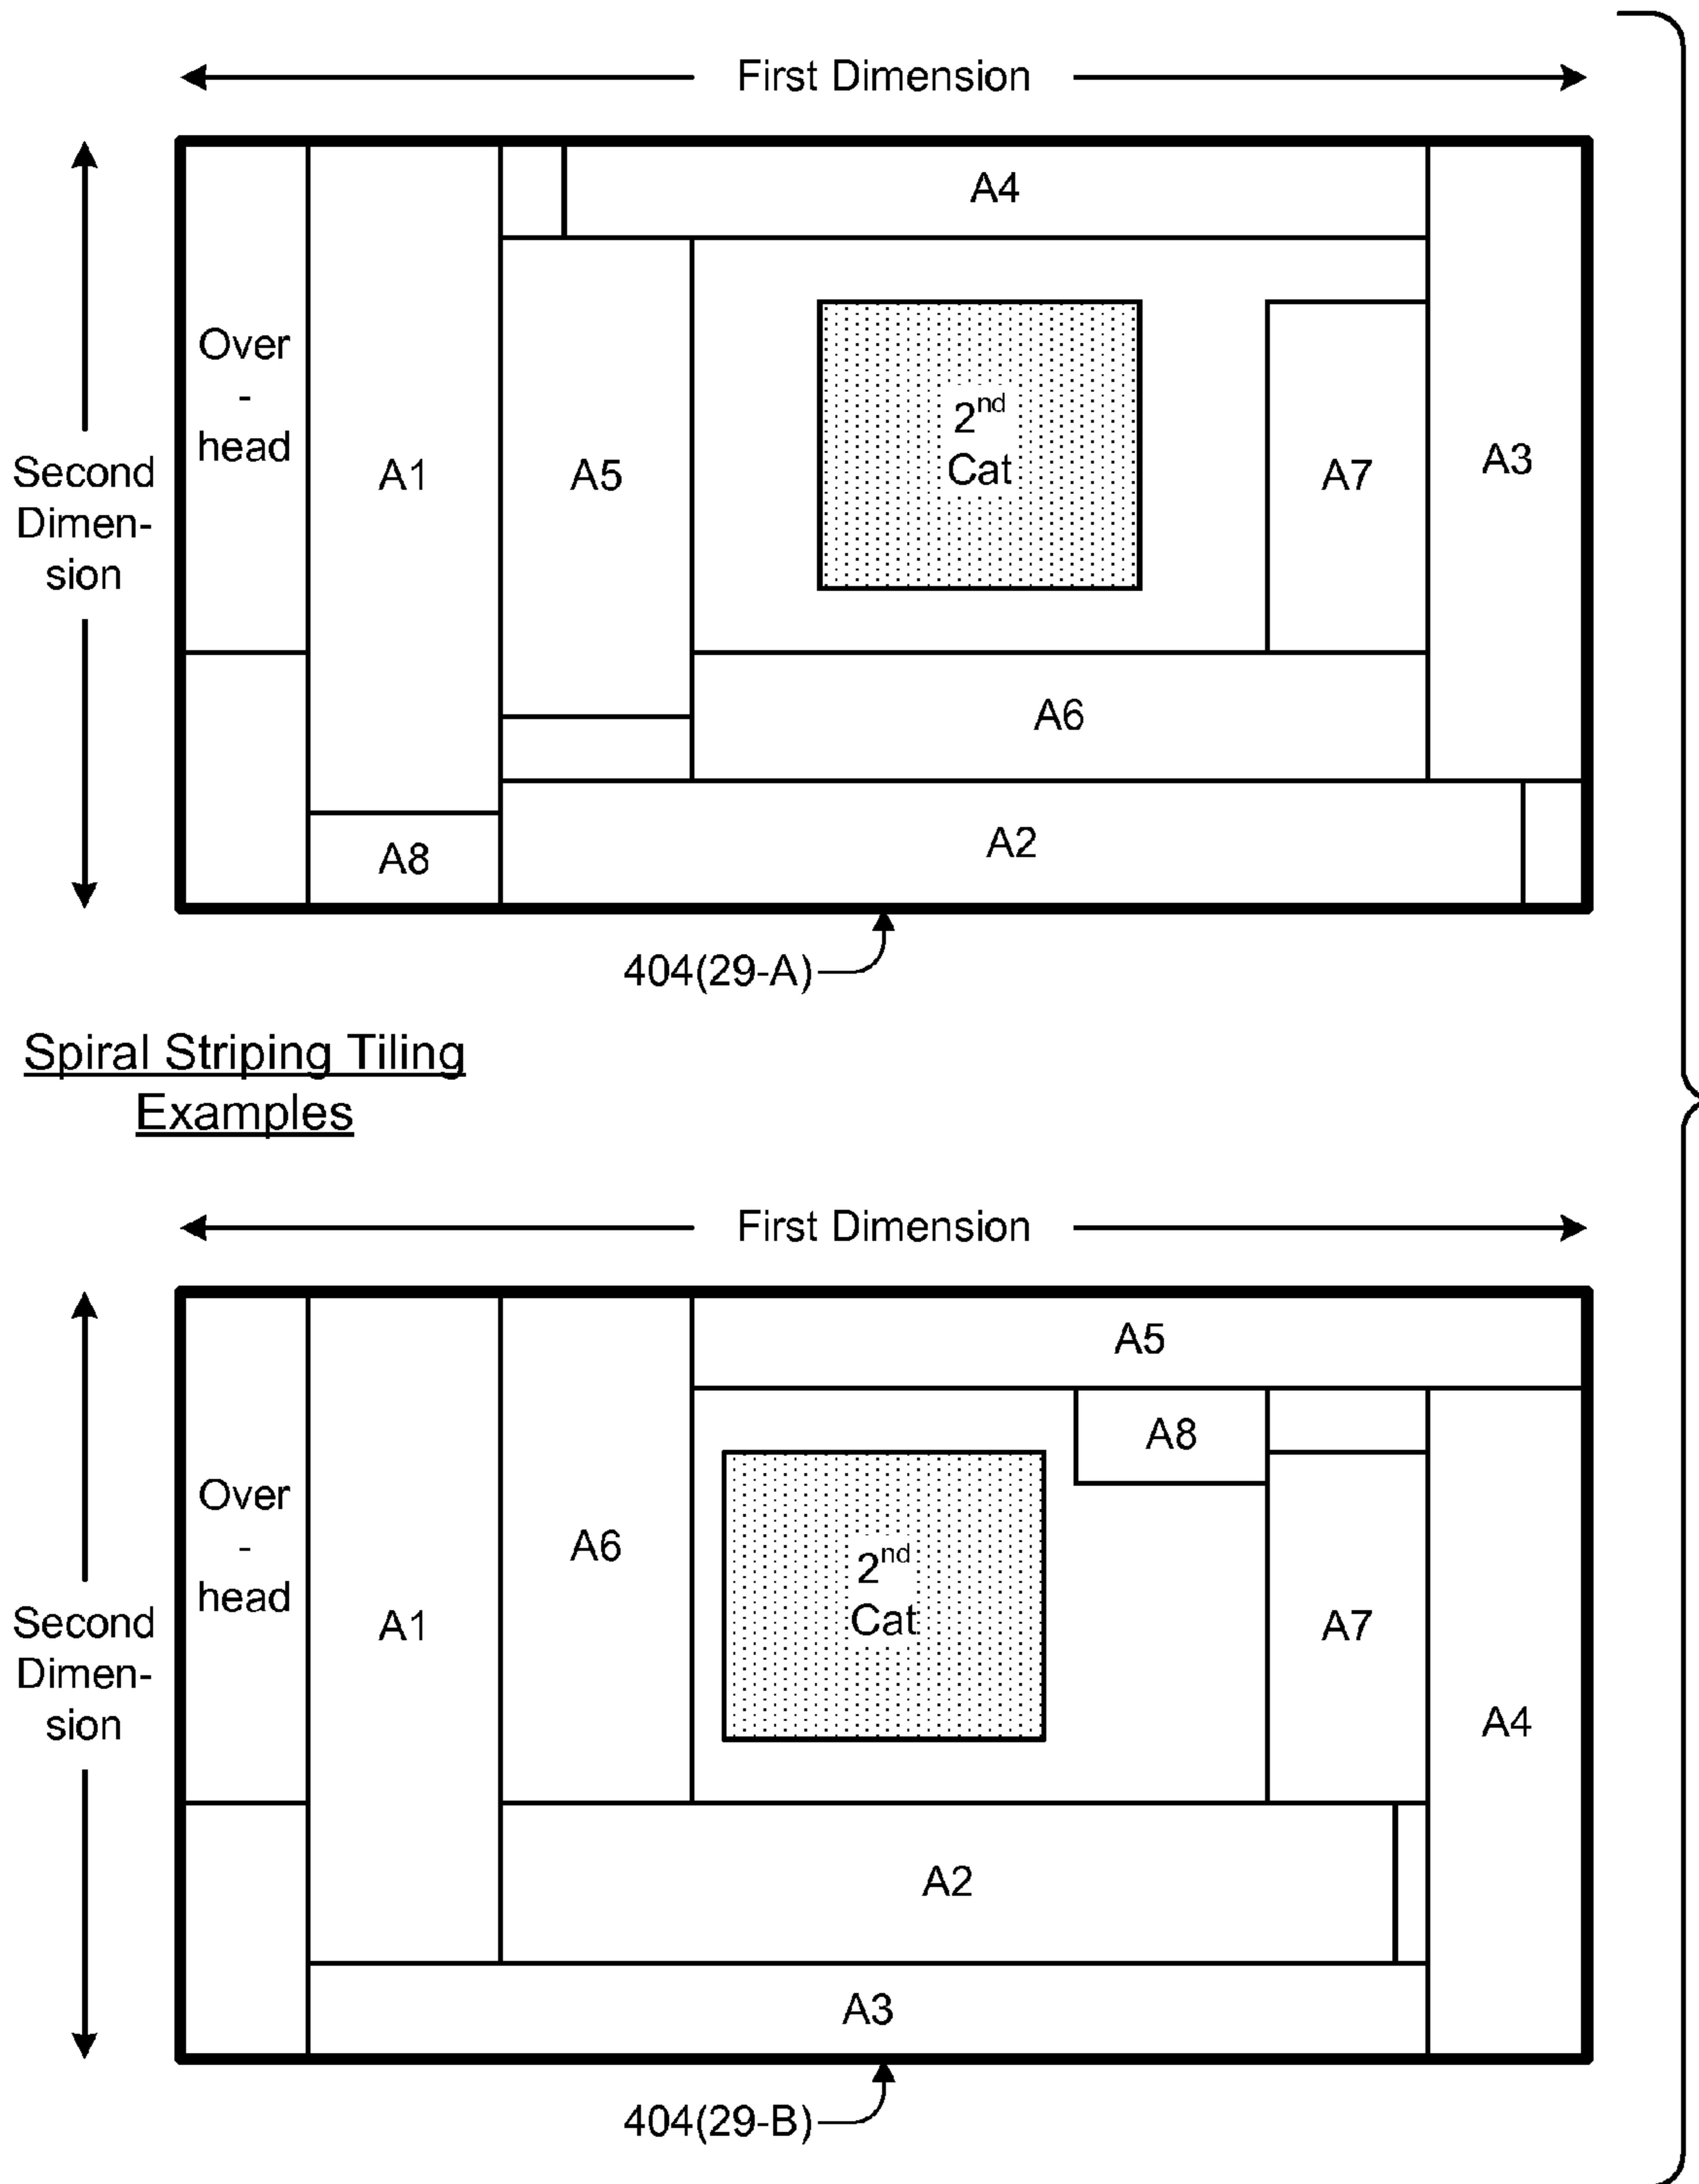 First Dimension
Second
Dimen-
sion
Over
-
head
A1
A4
A5
2nd
Cat
A7
A3
A6
A8
A2
404(29-A)
Spiral Striping Tiling
Examples
First Dimension
Second
Dimen-
sion
Over
-
head
A1
A6
A5
A8
2nd
Cat
A7
A4
A2
A3
404(29-B)